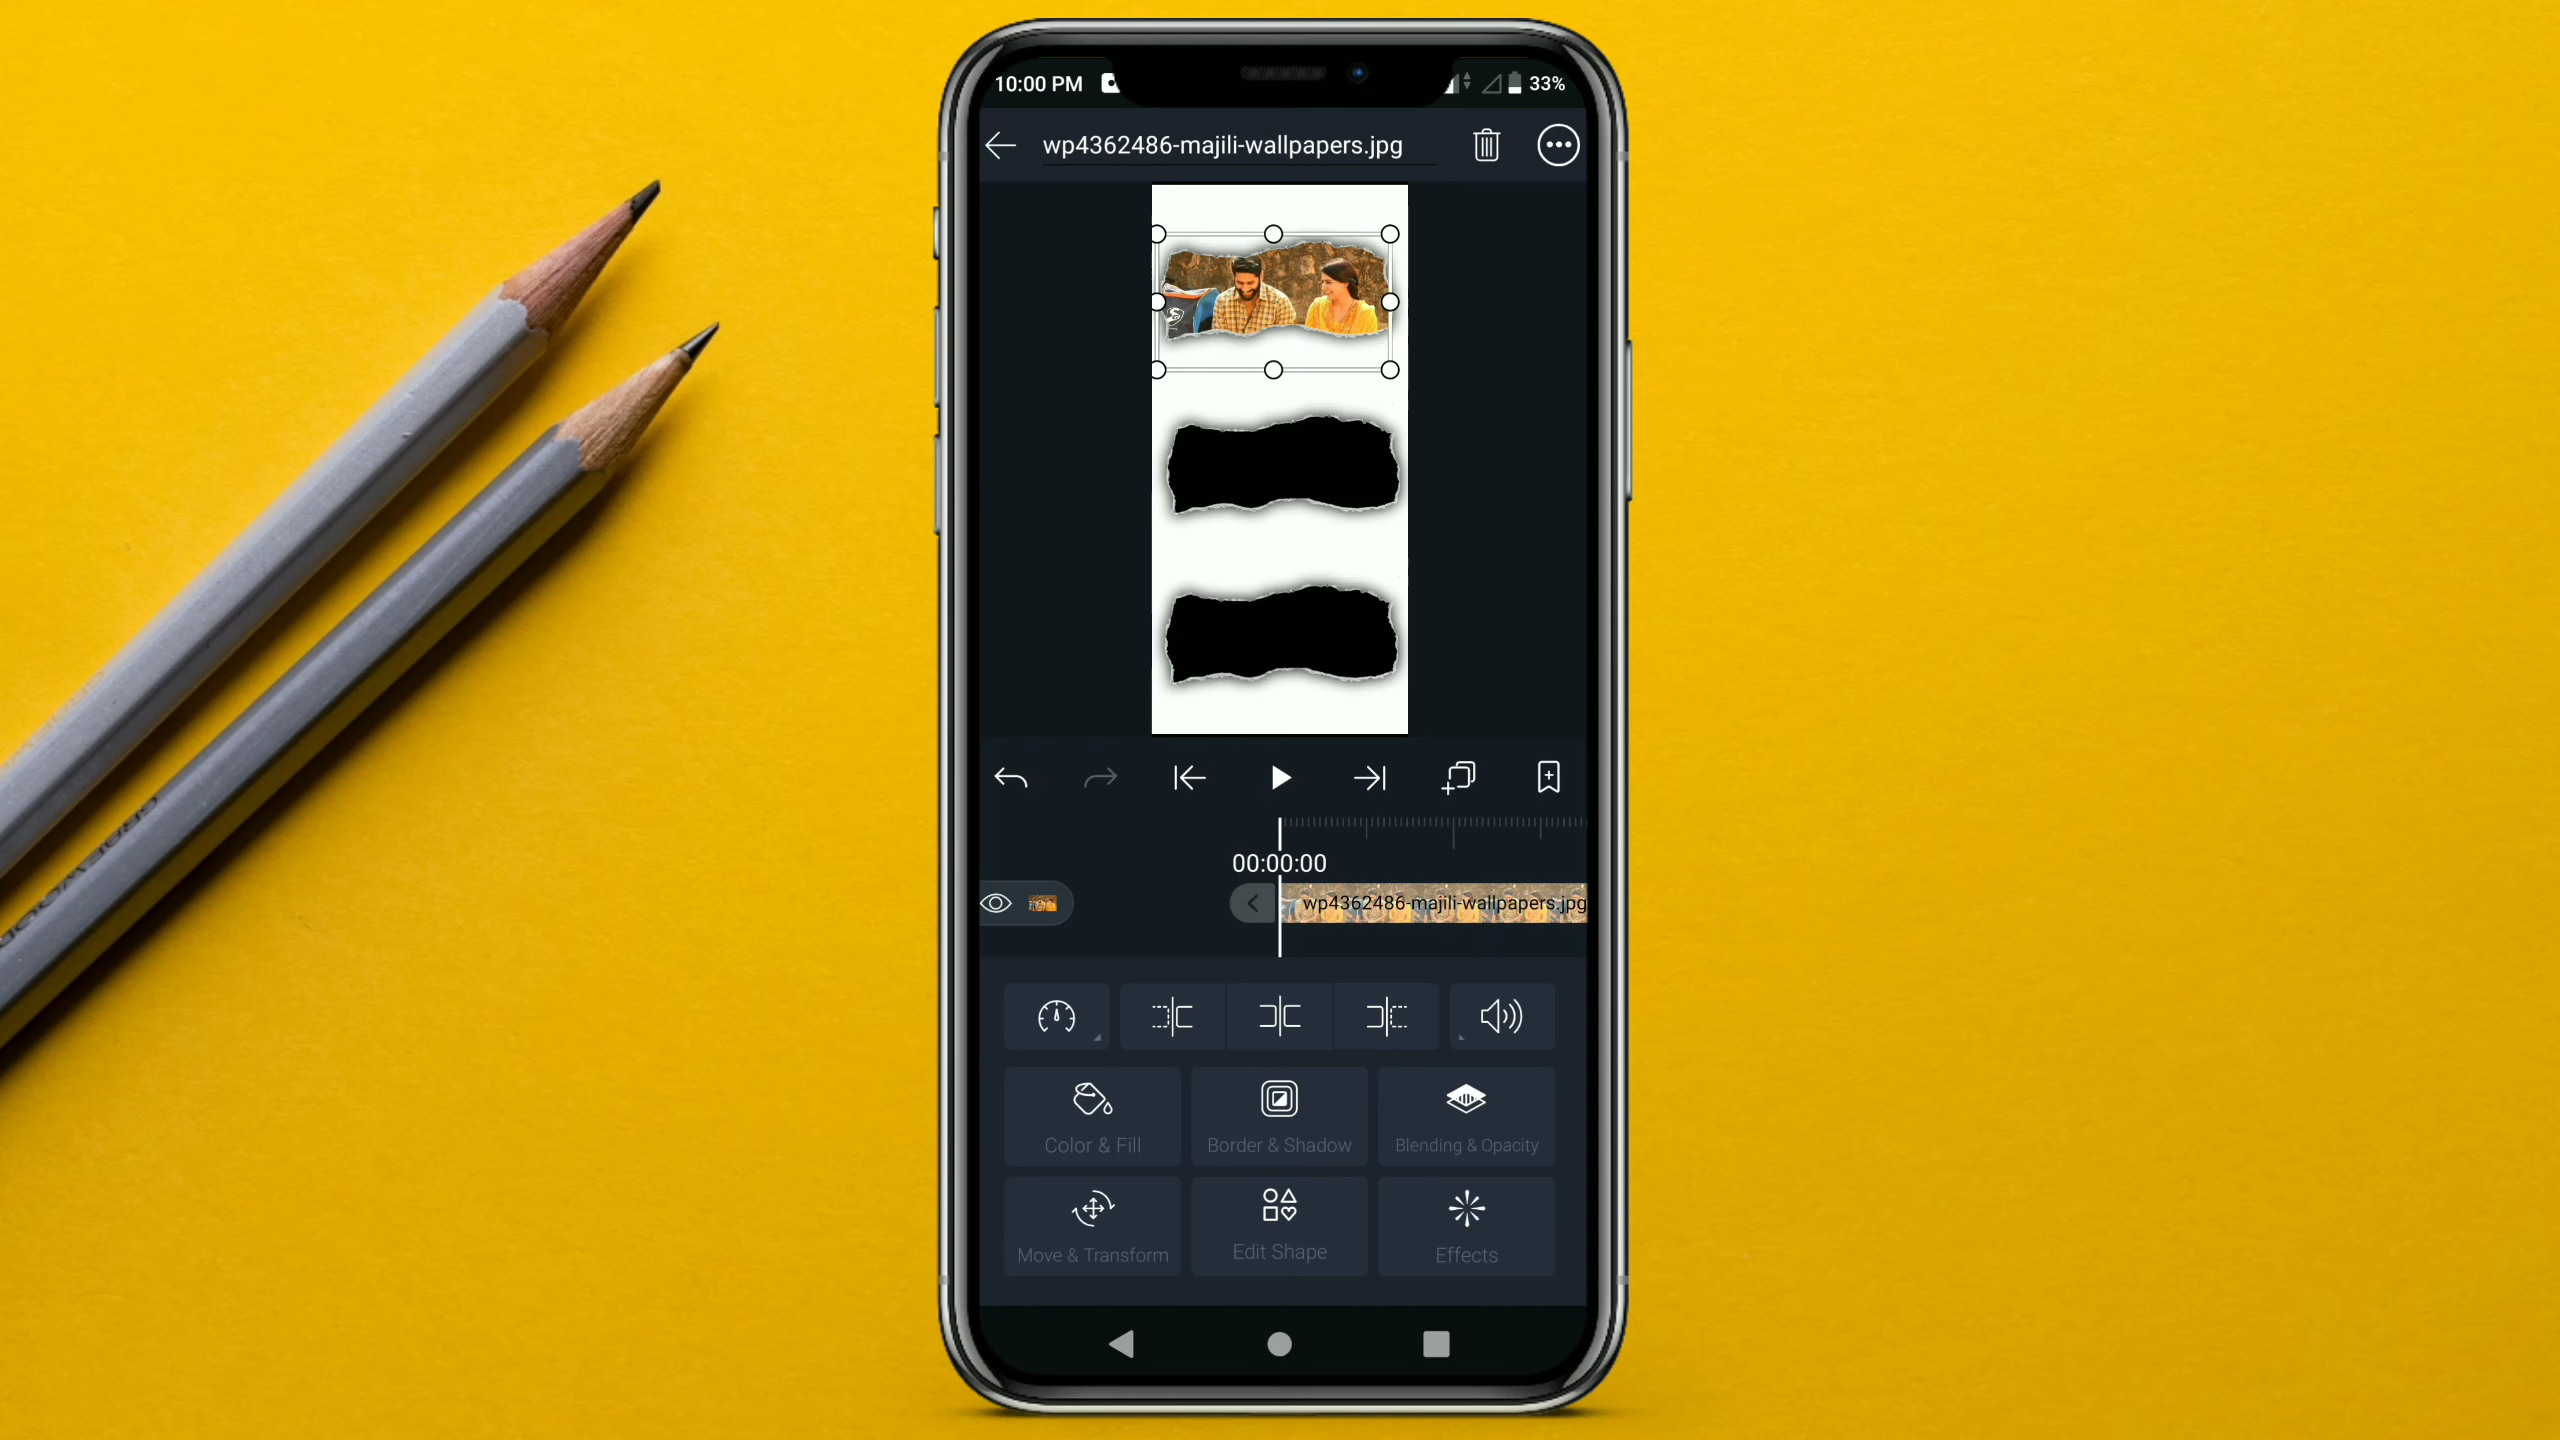 10:00 PM
33%
wp4362486-majili-wallpapers.jpg
00:00:00
wp4362486-majili-wallpapers.jpg
Color & Fill
Border & Shadow
Blending & Opacity
Move & Transform
Edit Shape
Effects